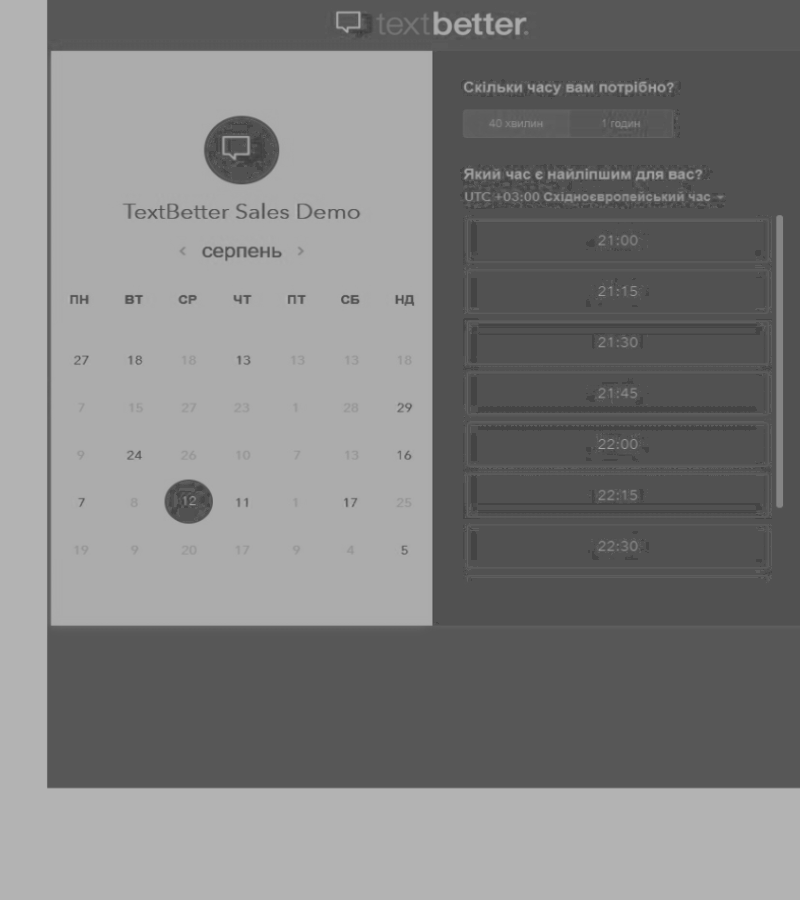 textbetter.
TextBetter Sales Demo
< серпень >
ПН ВТ СР ЧТ ПТ СБ НД
27 18 18 13 13 13 18
7 15 27 23 1 28 29
9 24 26 10 7 13 16
7 8 12 11 1 17 25
19 9 20 17 9 4 5
Скільки часу вам потрібно?
40 хвилин 1 годин
Який час є найліпшим для вас?
UTC +03:00 Східноєвропейський час
21:00
21:15
21:30
21:45
22:00
22:15
22:30